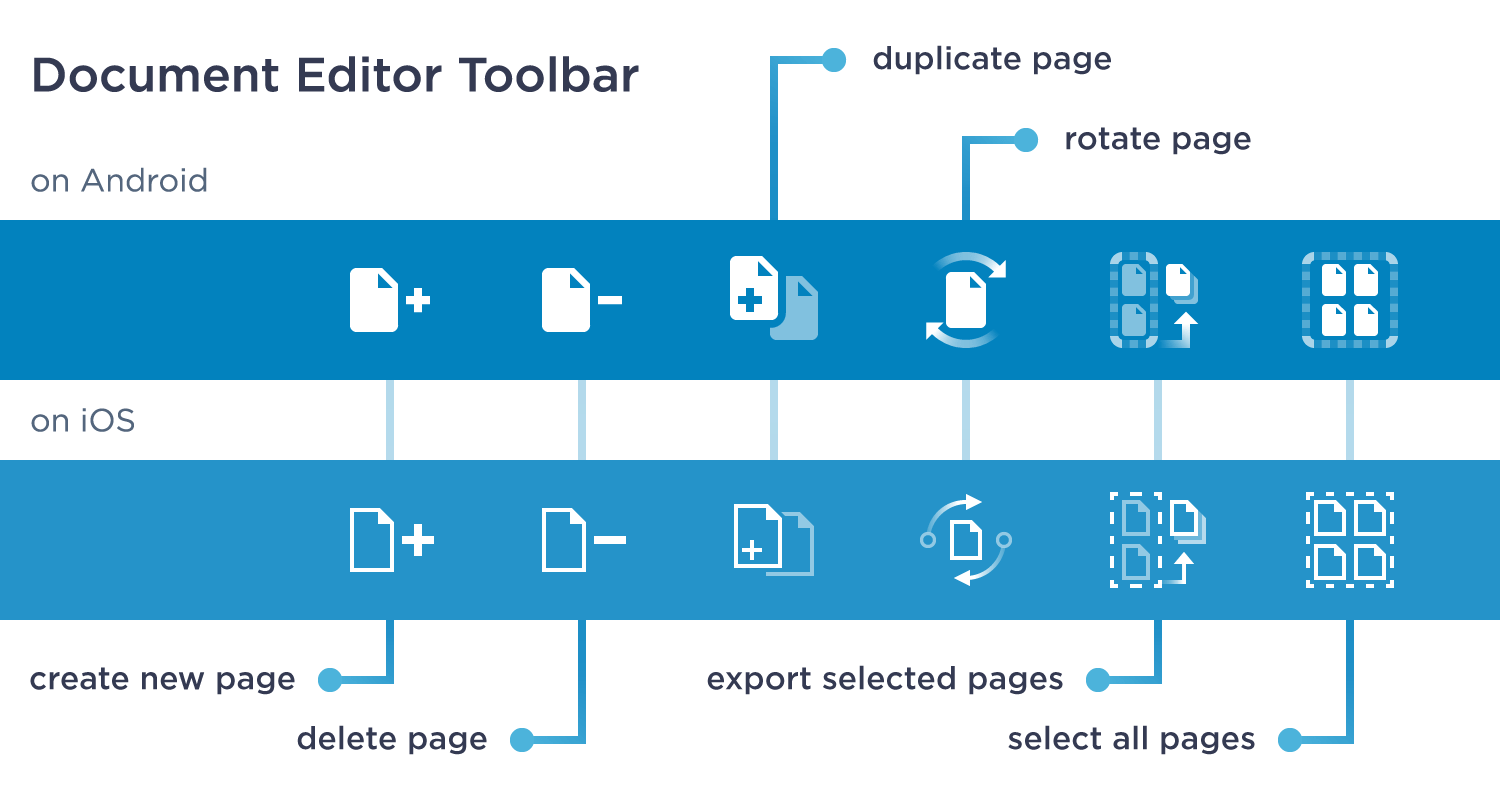 Document Editor Toolbar
duplicate page
rotate page
on Android
on iOS
create new page
export selected pages
delete page
select all pages